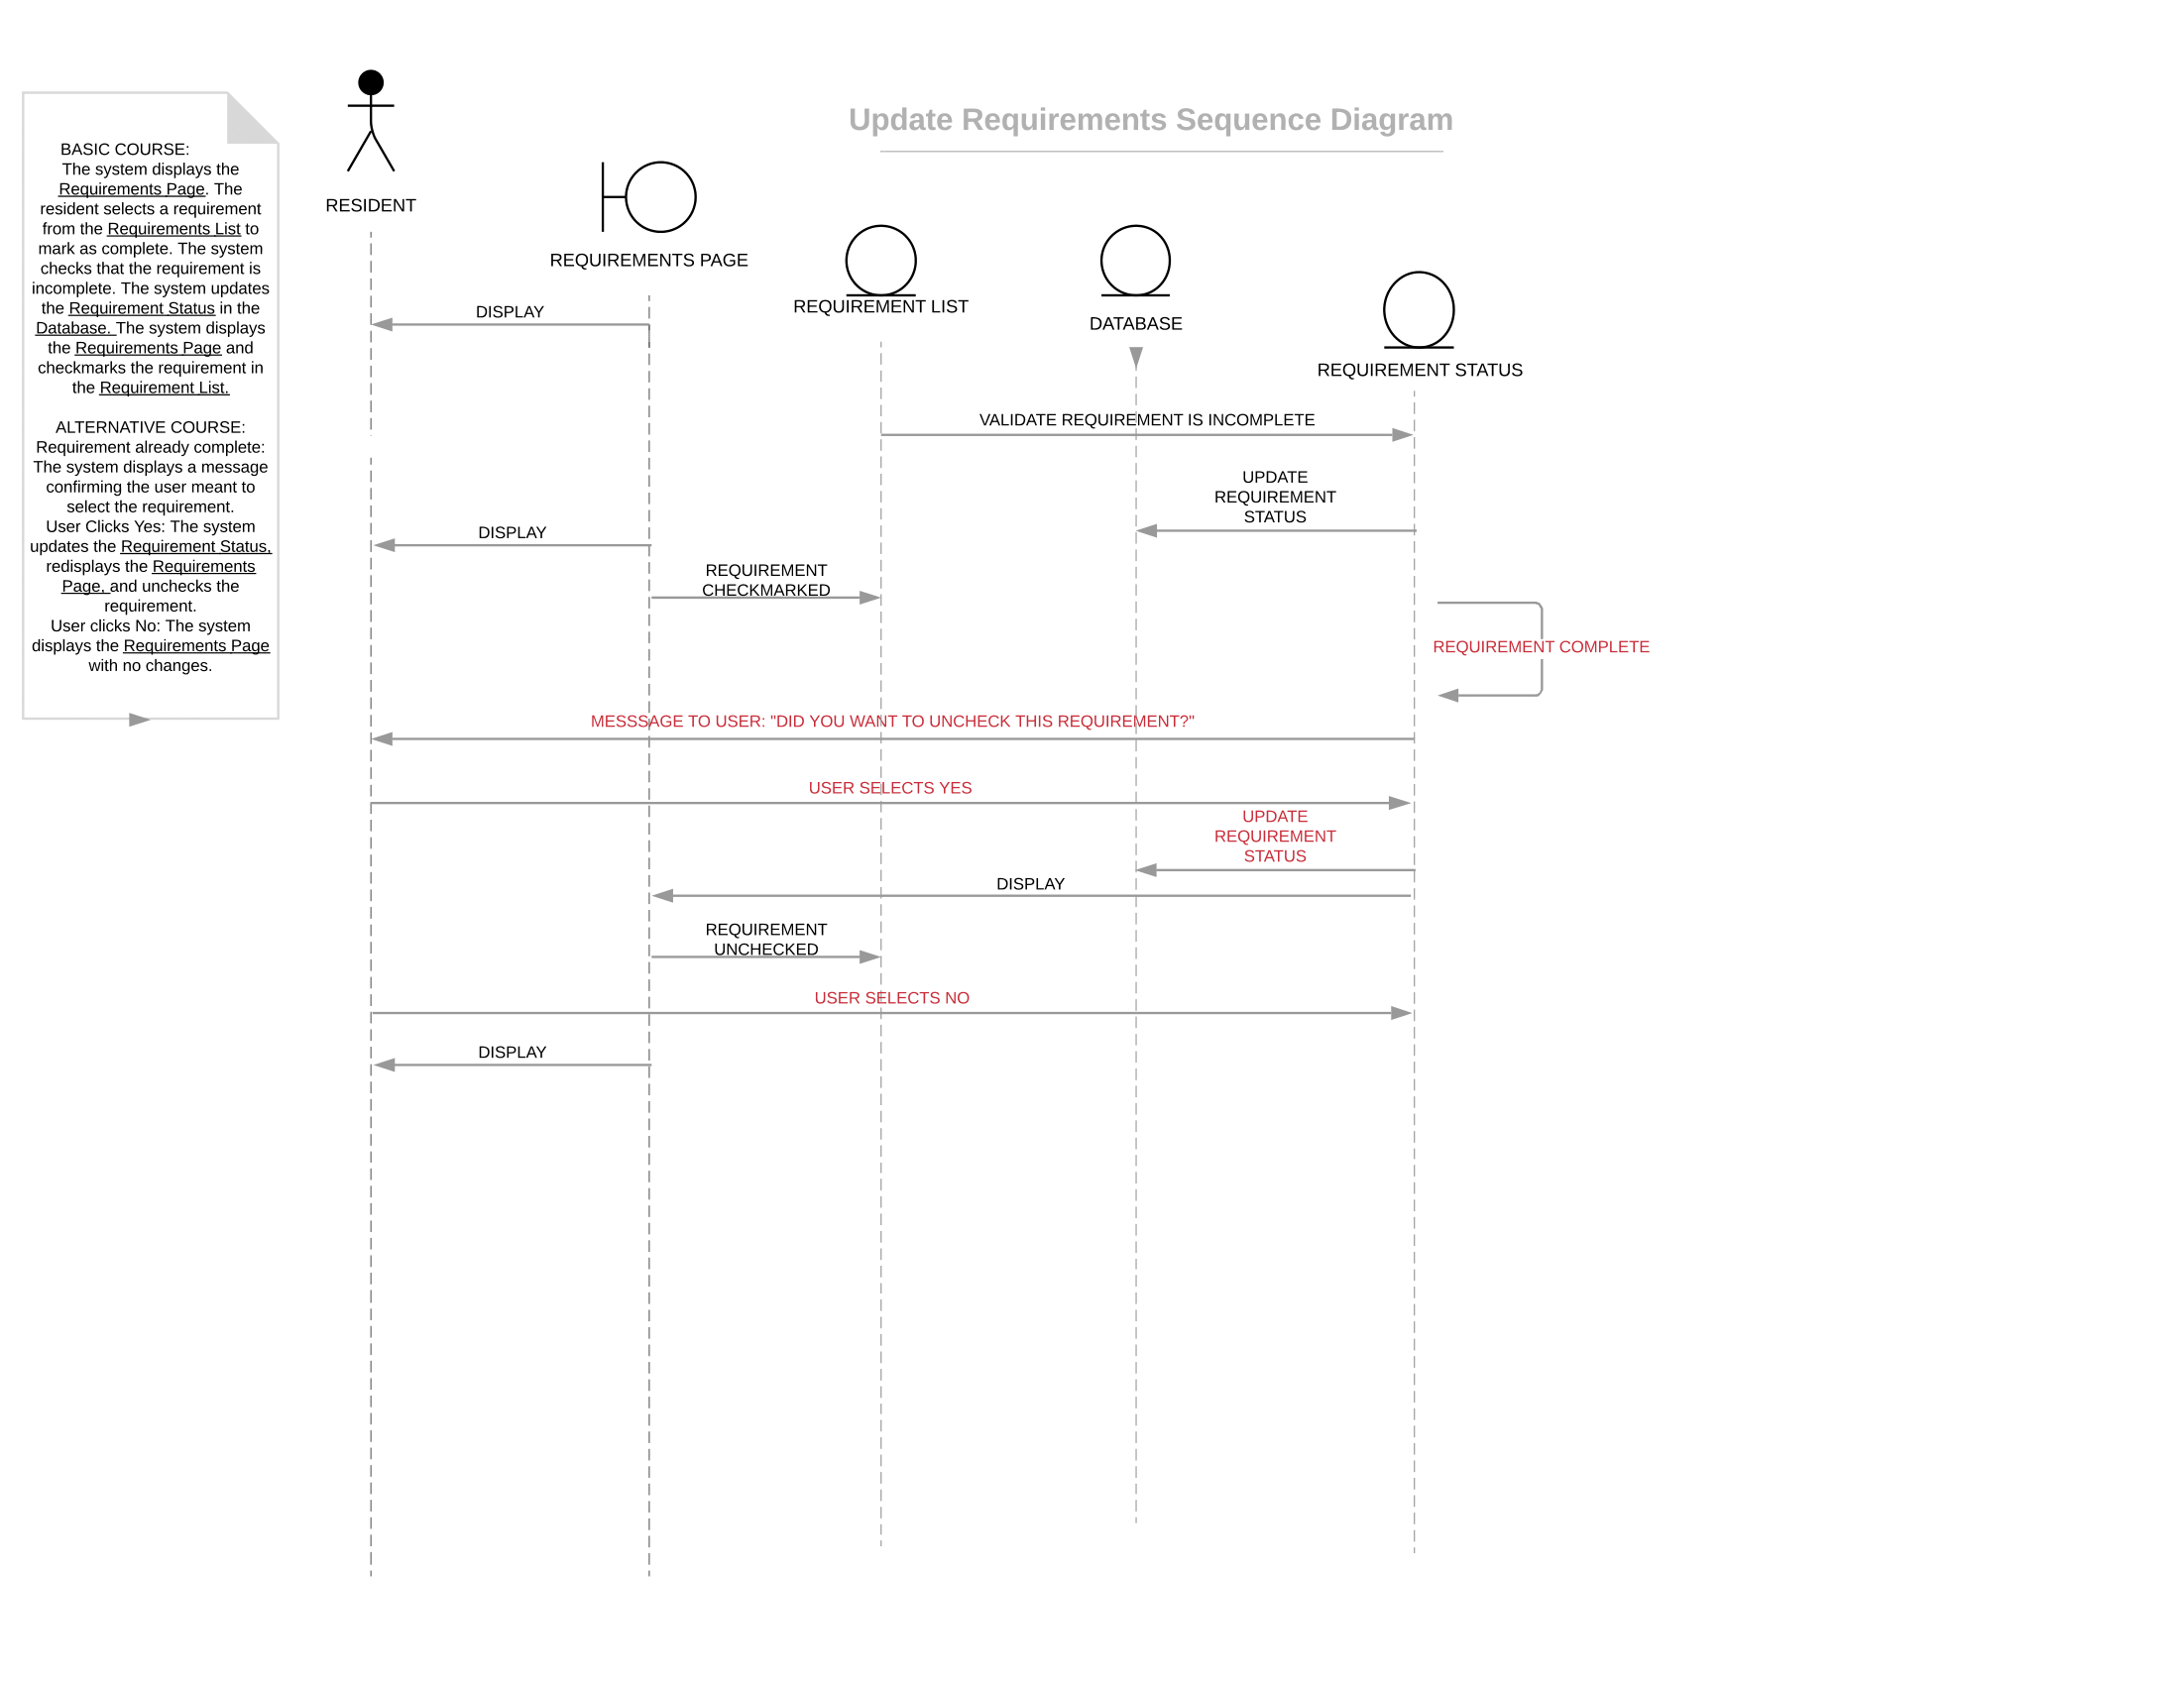 Update Requirements Sequence Diagram
BASIC COURSE:
The system displays the
Requirements Page. The
resident selects a requirement
from the Requirements List to
mark as complete. The system
checks that the requirement is
incomplete. The system updates
the Requirement Status in the
Database. The system displays
the Requirements Page and
checkmarks the requirement in
the Requirement List.
ALTERNATIVE COURSE:
Requirement already complete:
The system displays a message
confirming the user meant to
select the requirement.
User Clicks Yes: The system
updates the Requirement Status,
redisplays the Requirements
Page, and unchecks the
requirement.
User clicks No: The system
displays the Requirements Page
with no changes.
RESIDENT
REQUIREMENTS PAGE
REQUIREMENT LIST
DATABASE
REQUIREMENT STATUS
DISPLAY
VALIDATE REQUIREMENT IS INCOMPLETE
UPDATE
REQUIREMENT
STATUS
DISPLAY
REQUIREMENT
CHECKMARKED
REQUIREMENT COMPLETE
MESSSAGE TO USER: "DID YOU WANT TO UNCHECK THIS REQUIREMENT?"
USER SELECTS YES
UPDATE
REQUIREMENT
STATUS
DISPLAY
REQUIREMENT
UNCHECKED
USER SELECTS NO
DISPLAY